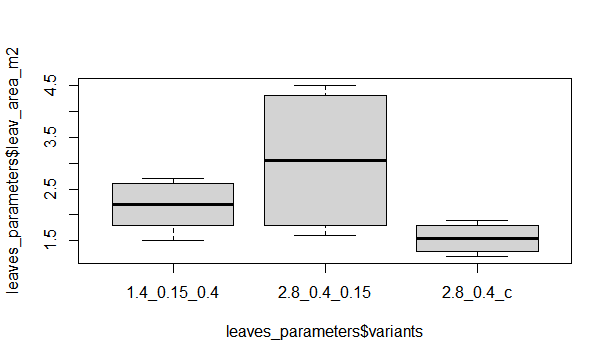 leaves_parameters$leav_area_m2
4.5
3.5
2.5
1.5
1.4_0.15_0.4
2.8_0.4_0.15
2.8_0.4_c
leaves_parameters$variants